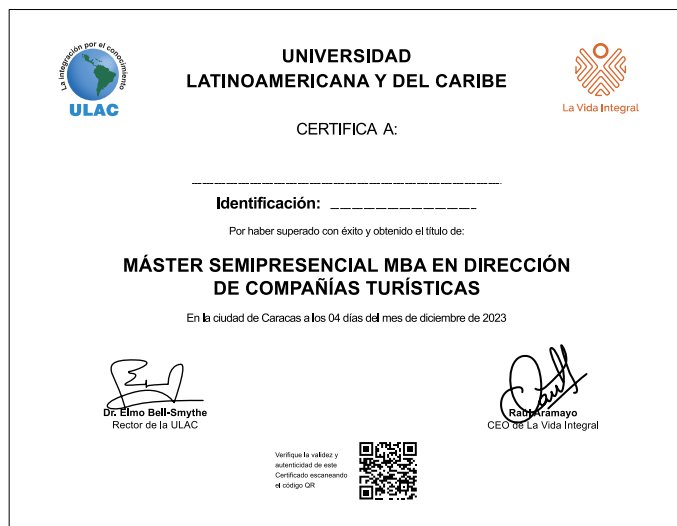 La integración por el conocimiento
ULAC
UNIVERSIDAD
LATINOAMERICANA Y DEL CARIBE
La Vida Integral
CERTIFICA A:
Identificación:
Por haber superado con éxito y obtenido el título de:
MÁSTER SEMIPRESENCIAL MBA EN DIRECCIÓN
DE COMPAÑÍAS TURÍSTICAS
En la ciudad de Caracas a los 04 días del mes de diciembre de 2023
Dr. Elmo Bell-Smythe
Rector de la ULAC
Raúl Aramayo
CEO de La Vida Integral
Verifique la validez y
autenticidad de este
Certificado escaneando
el código QR